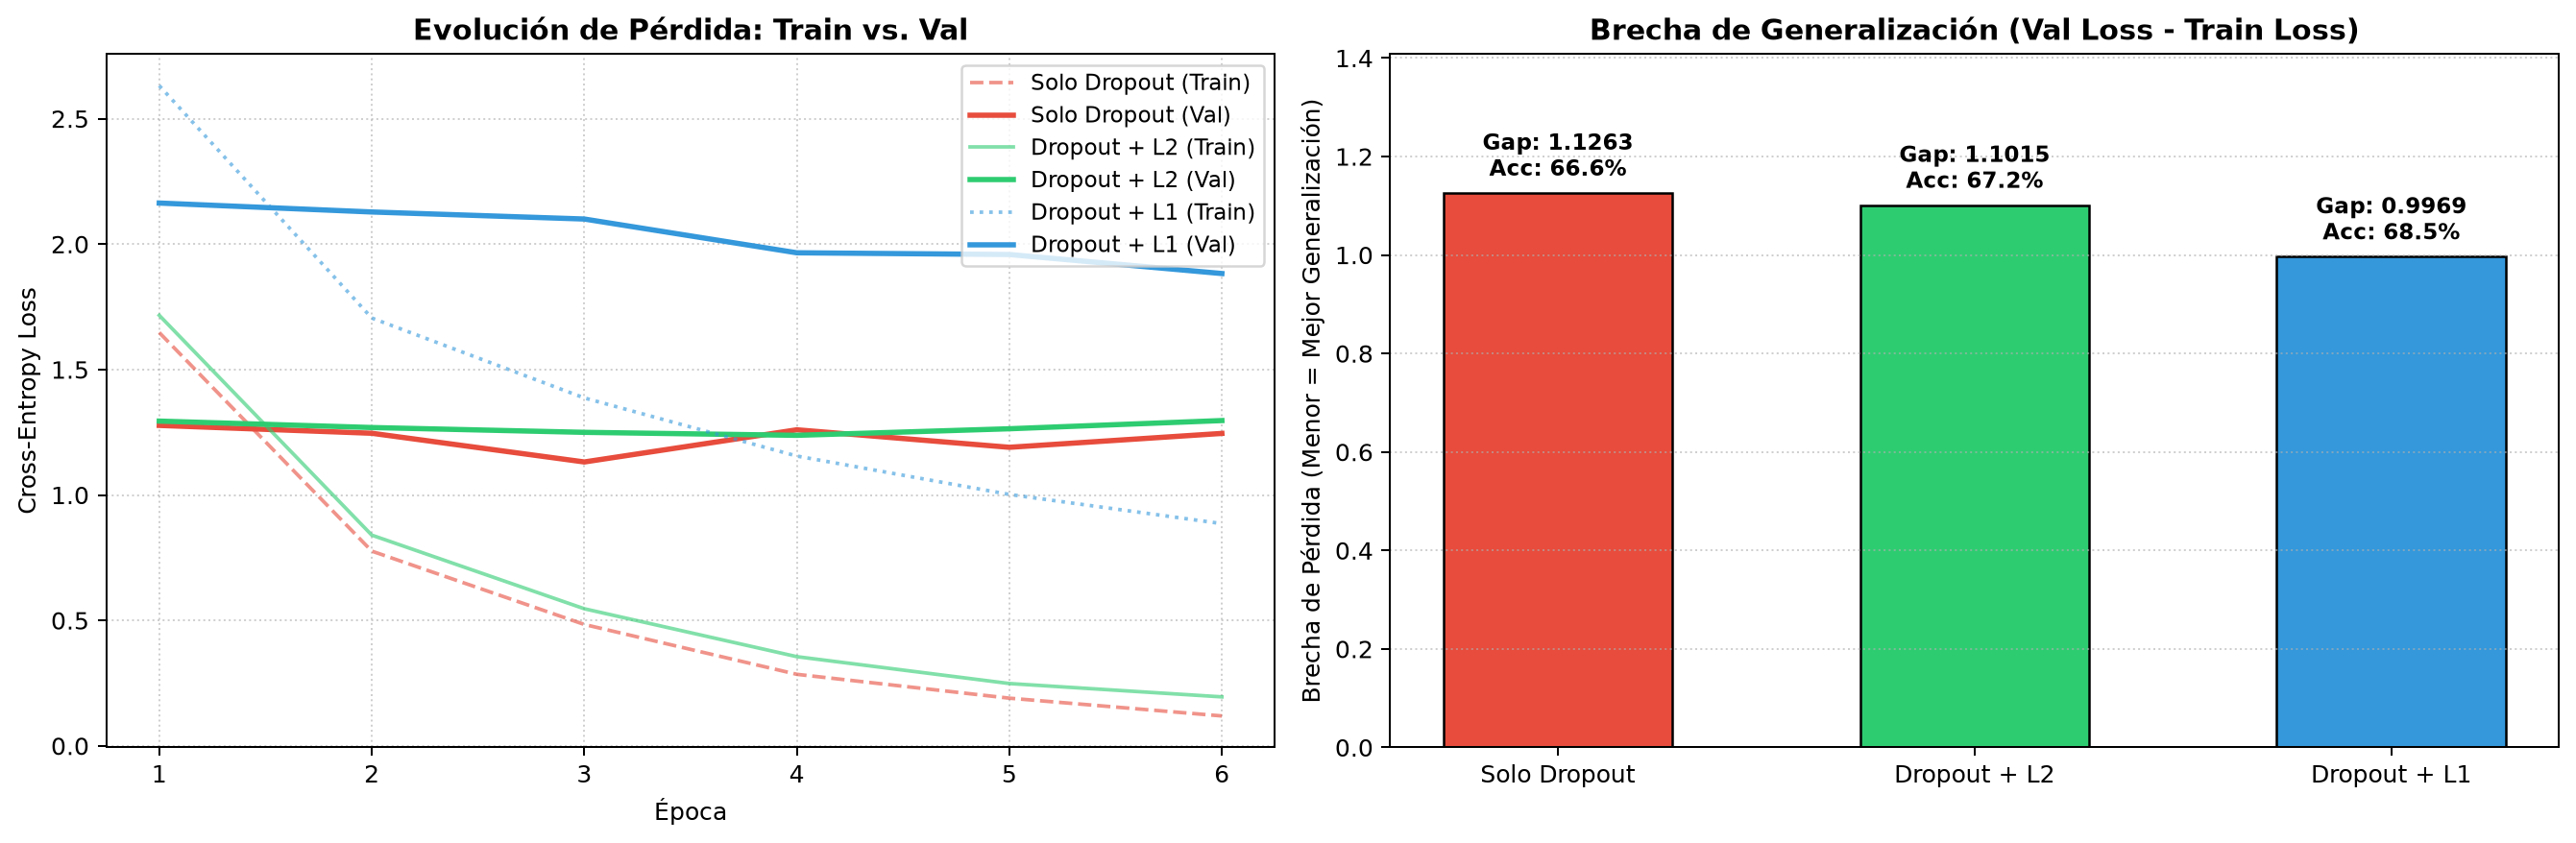 Evolución de Pérdida: Train vs. Val
Cross-Entropy Loss
2.5
2.0
1.5
1.0
0.5
0.0
Solo Dropout (Train)
Solo Dropout (Val)
Dropout + L2 (Train)
Dropout + L2 (Val)
Dropout + L1 (Train)
Dropout + L1 (Val)
1 2 3 4 5 6
Época
Brecha de Generalización (Val Loss - Train Loss)
Brecha de Pérdida (Menor = Mejor Generalización)
1.4
1.2
1.0
0.8
0.6
0.4
0.2
0.0
Gap: 1.1263
Acc: 66.6%
Gap: 1.1015
Acc: 67.2%
Gap: 0.9969
Acc: 68.5%
Solo Dropout
Dropout + L2
Dropout + L1